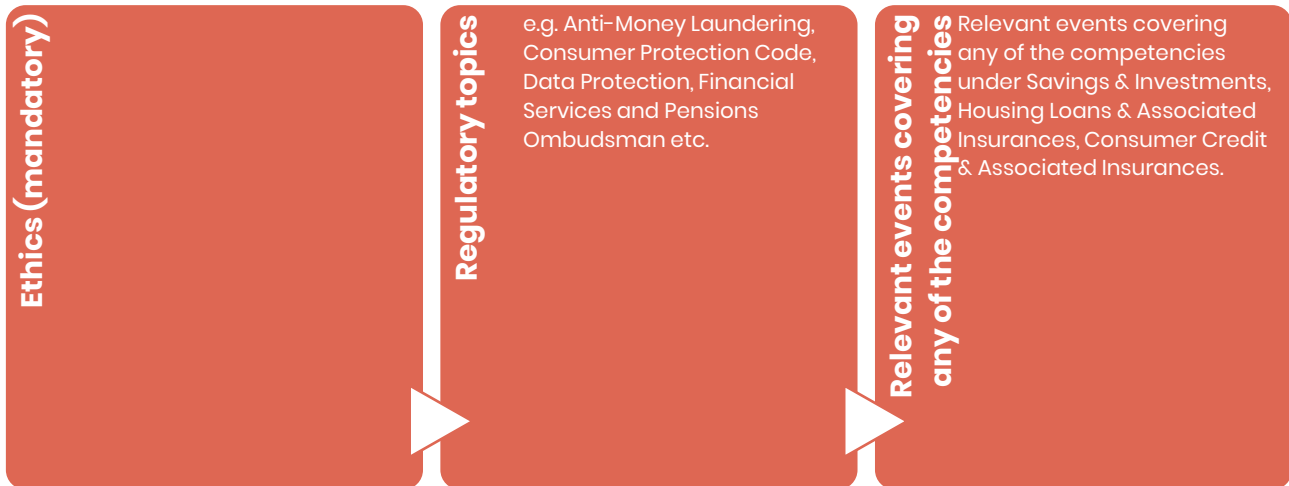 Ethics (mandatory)
Regulatory topics
e.g. Anti-Money Laundering,
Consumer Protection Code,
Data Protection, Financial
Services and Pensions
Ombudsman etc.
Relevant events covering
any of the competencies
Relevant events covering
any of the competencies
under Savings & Investments,
Housing Loans & Associated
Insurances, Consumer Credit
& Associated Insurances.